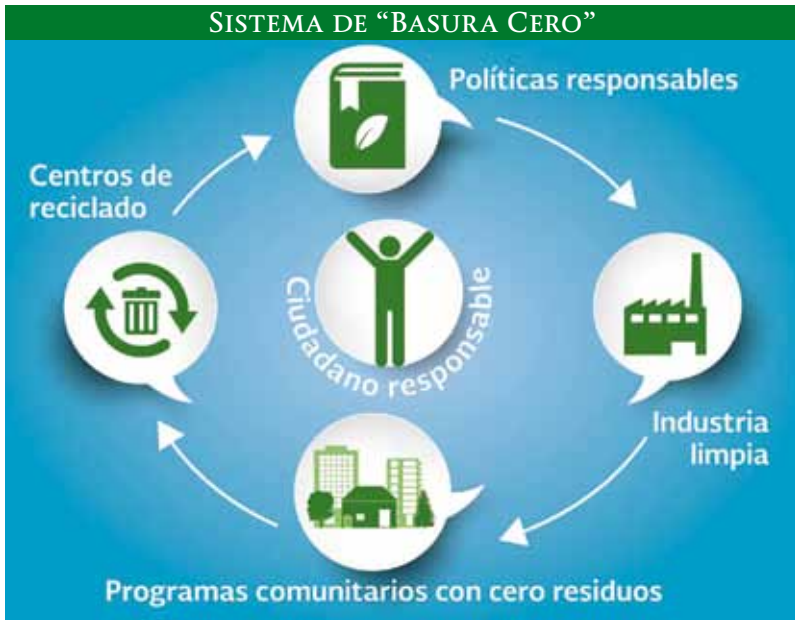 SISTEMA DE “BASURA CERO”
Políticas responsables
Centros de
reciclado
Ciudadano responsable
Industria
limpia
Programas comunitarios con cero residuos